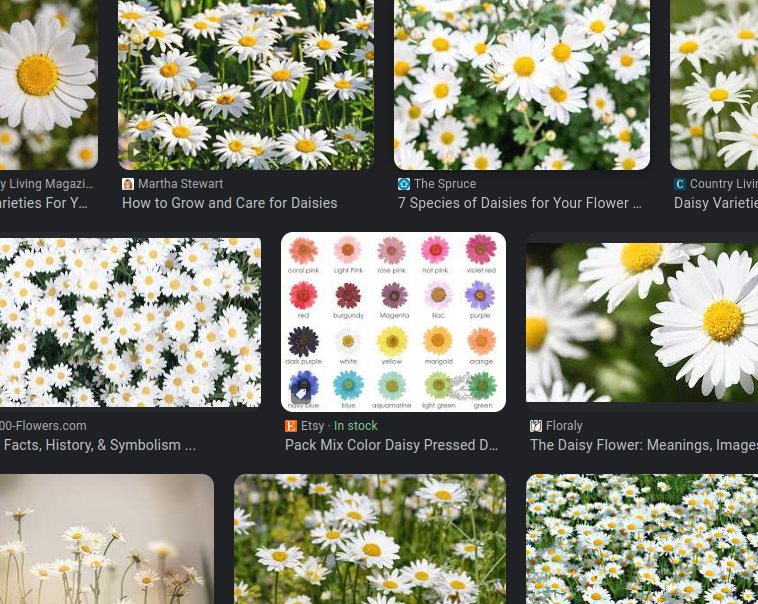 y Living Magazi...
Martha Stewart
The Spruce
Country Livin
rieties For Y...
How to Grow and Care for Daisies
7 Species of Daisies for Your Flower ...
Daisy Varietie
coral pink
Light Pink
rose pink
hot pink
violet red
red
burgundy
Magenta
lilac
purple
dark purple
white
yellow
marigold
orange
navy blue
blue
aquamarine
light green
green
00-Flowers.com
Etsy · In stock
Floraly
Facts, History, & Symbolism ...
Pack Mix Color Daisy Pressed D...
The Daisy Flower: Meanings, Images